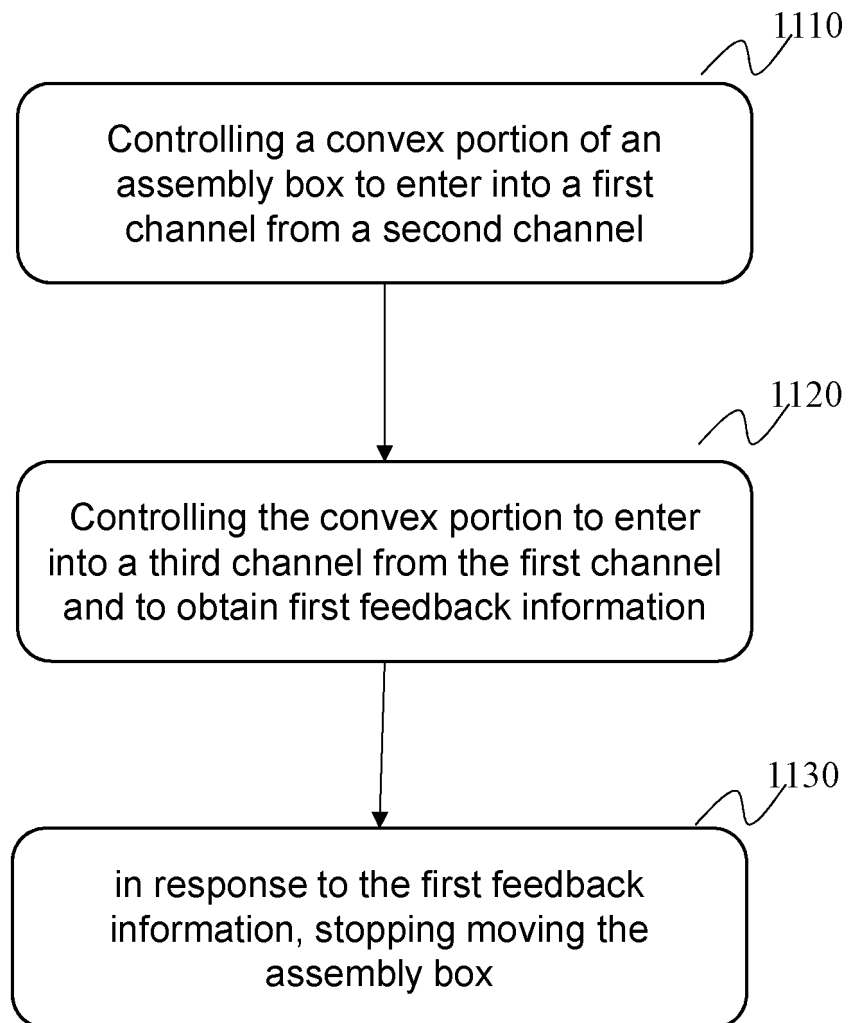 1110
Controlling a convex portion of an
assembly box to enter into a first
channel from a second channel
1120
Controlling the convex portion to enter
into a third channel from the first channel
and to obtain first feedback information
1130
in response to the first feedback
information, stopping moving the
assembly box